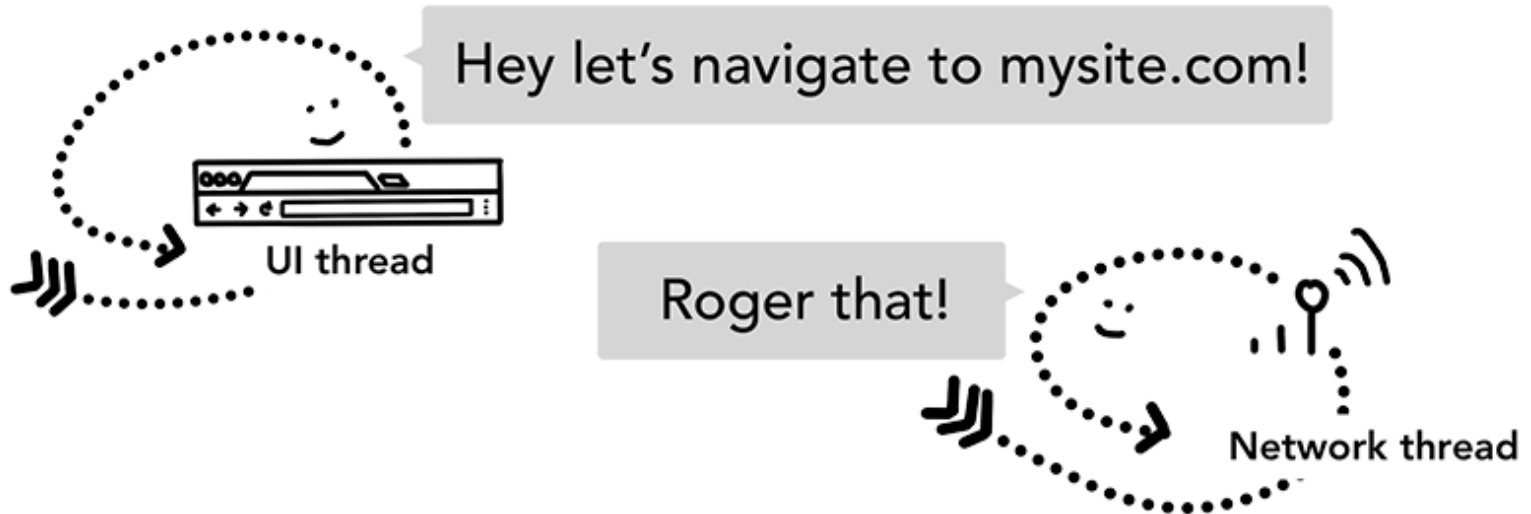 Hey let's navigate to mysite.com!
UI thread
Roger that!
Network thread